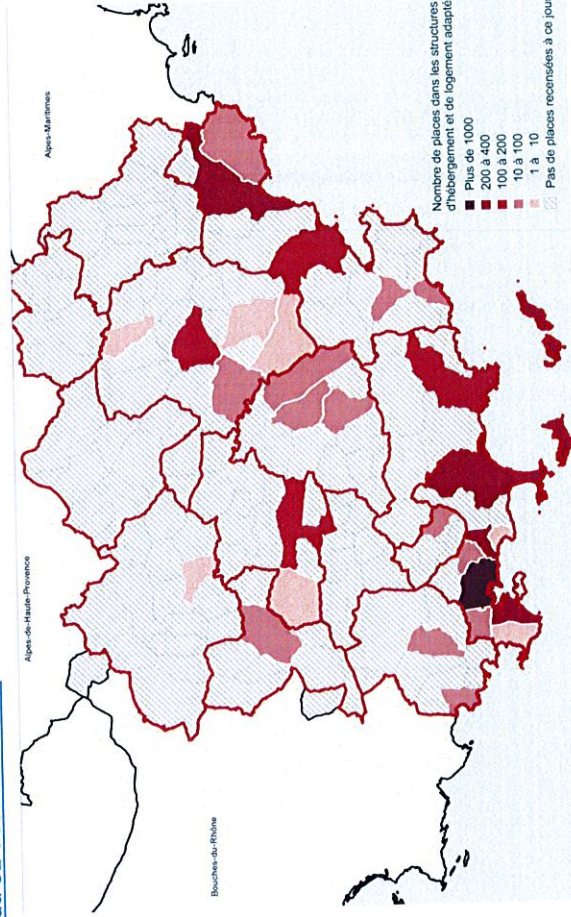 Alpes-de-Haute-Provence
Alpes-Maritimes
Bouches-du-Rhône
Nombre de places dans les structures
d'hébergement et de logement adapté
Plus de 1000
200 à 400
100 à 200
10 à 100
1 à 10
Pas de places recensées à ce jour